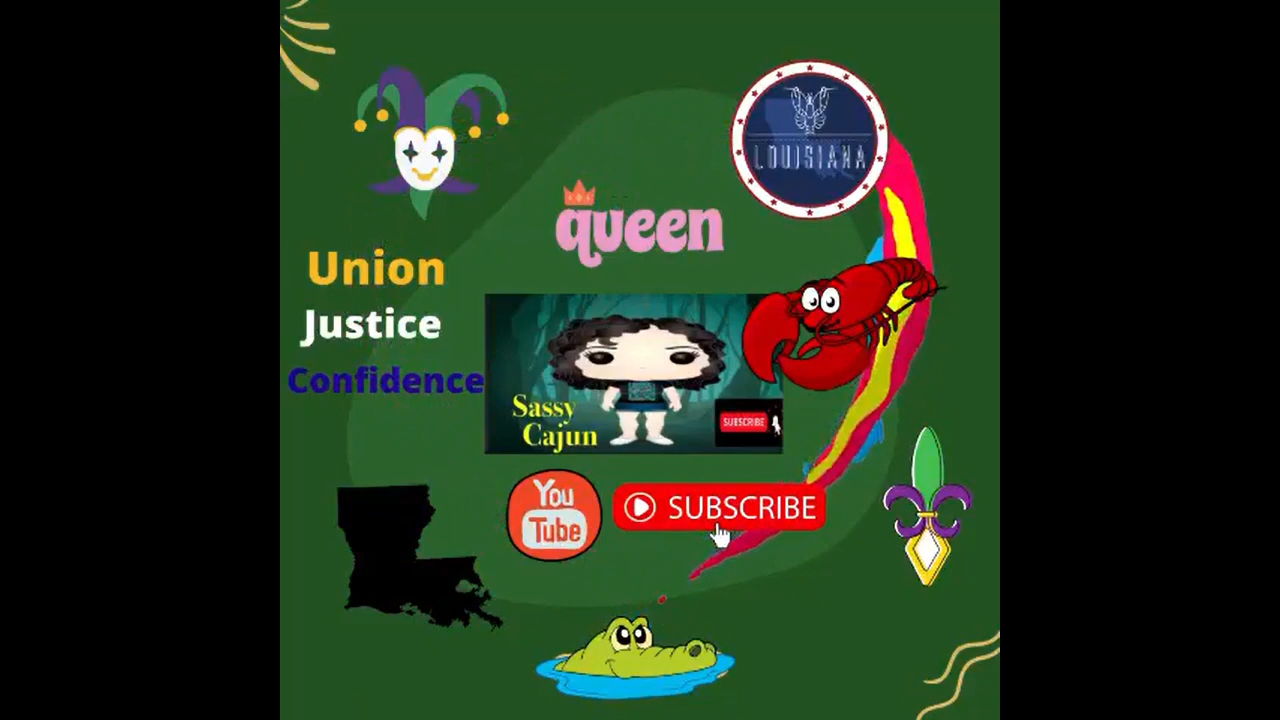 LOUISIANA
queen
Union
Justice
Confidence
Sassy
Cajun
SUBSCRIBE
You
Tube
SUBSCRIBE